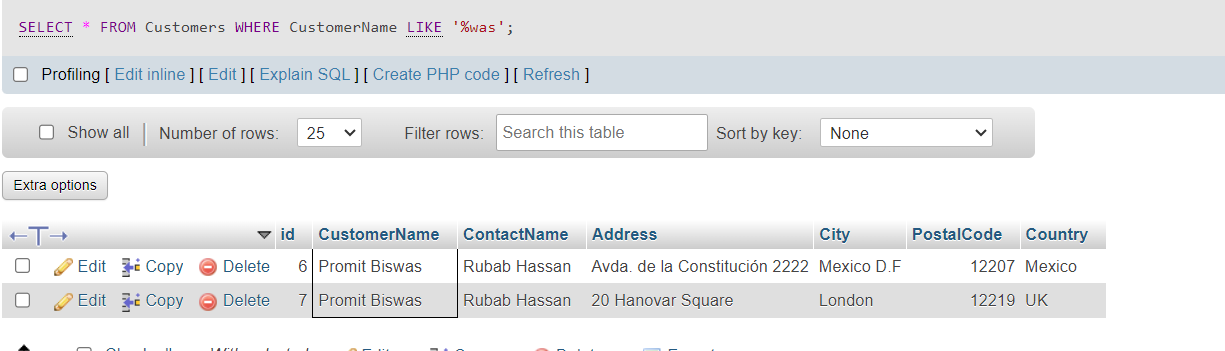 SELECT * FROM Customers WHERE CustomerName LIKE '%was';
Profiling [ Edit inline ] [ Edit ] [ Explain SQL ] [ Create PHP code ] [ Refresh ]
Show all Number of rows: 25 Filter rows: Search this table Sort by key: None
Extra options
id CustomerName ContactName Address City PostalCode Country
Edit Copy Delete 6 Promit Biswas Rubab Hassan Avda. de la Constitución 2222 Mexico D.F 12207 Mexico
Edit Copy Delete 7 Promit Biswas Rubab Hassan 20 Hanovar Square London 12219 UK